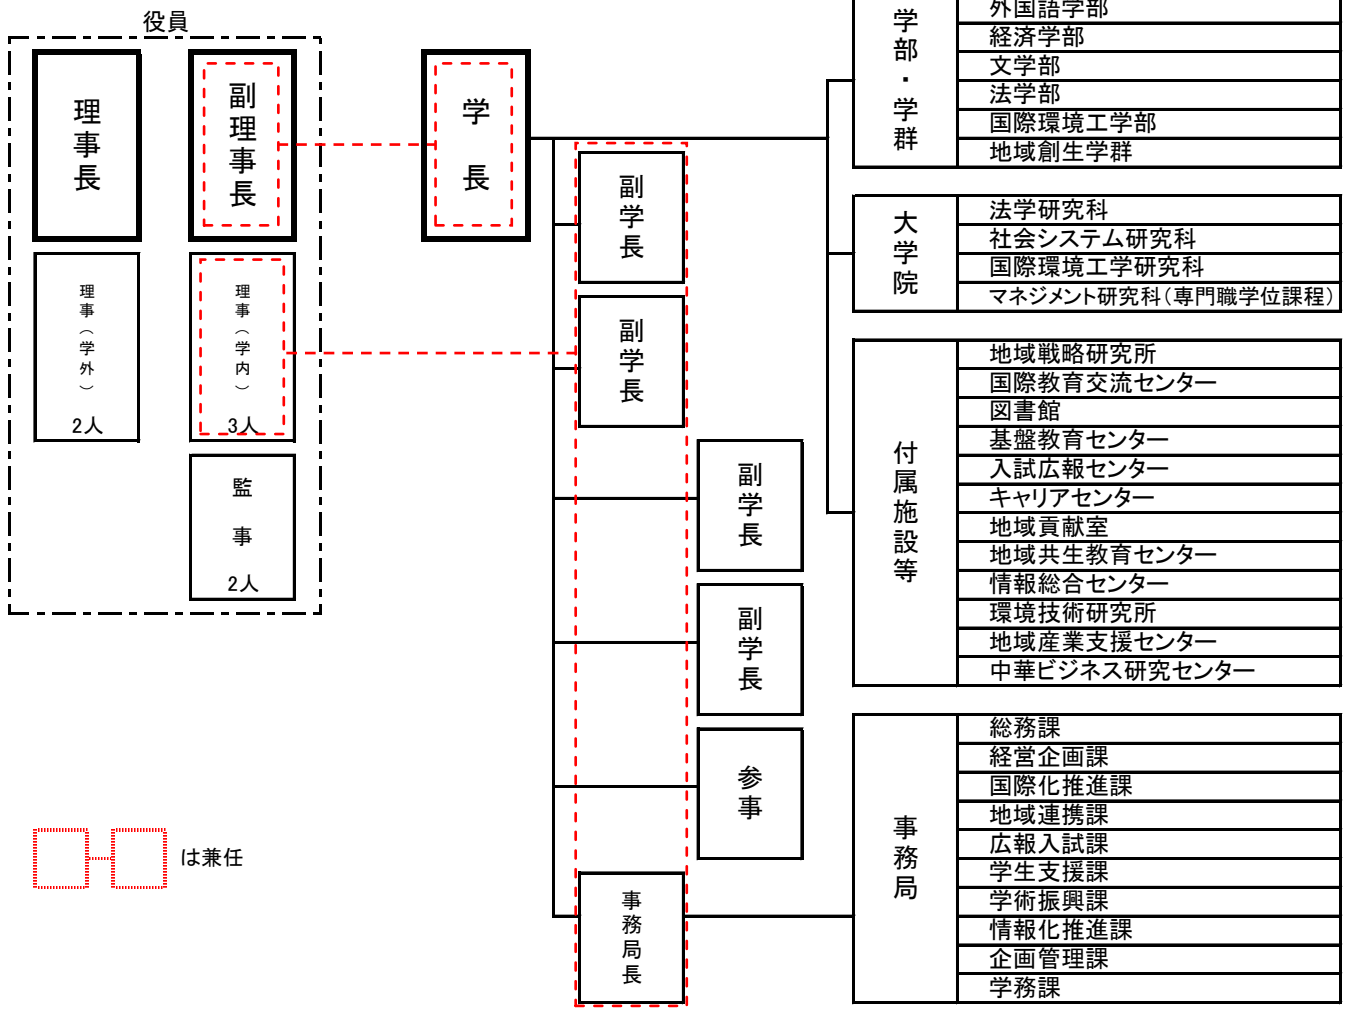 役員
理事長
副理事長
学長
理事(学外)
2人
理事(学内)
3人
監事
2人
副学長
副学長
副学長
副学長
参事
事務局長
は兼任
学部・学群
外国語学部
経済学部
文学部
法学部
国際環境工学部
地域創生学群
大学院
法学研究科
社会システム研究科
国際環境工学研究科
マネジメント研究科(専門職学位課程)
付属施設等
地域戦略研究所
国際教育交流センター
図書館
基盤教育センター
入試広報センター
キャリアセンター
地域貢献室
地域共生教育センター
情報総合センター
環境技術研究所
地域産業支援センター
中華ビジネス研究センター
事務局
総務課
経営企画課
国際化推進課
地域連携課
広報入試課
学生支援課
学術振興課
情報化推進課
企画管理課
学務課